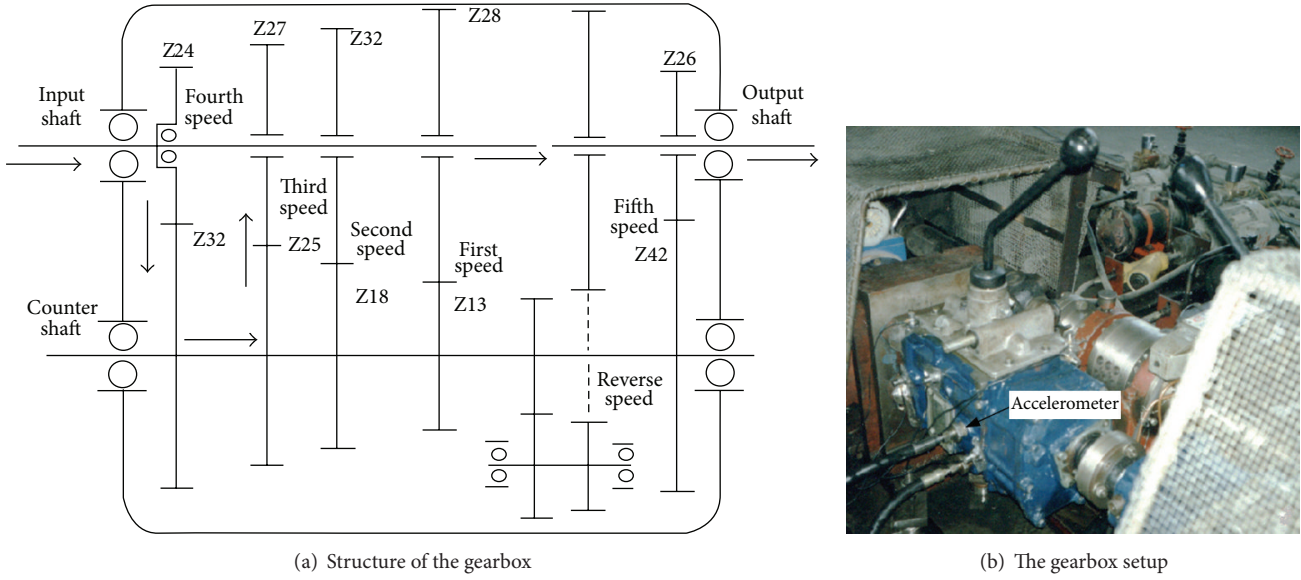 Z28
Z27
Z32
Z24
Z26
Input
shaft
Fourth
speed
Output
shaft
Third
speed
Z32
Z25
Second
speed
Z18
First
speed
Z13
Fifth
speed
Z42
Counter
shaft
Reverse
speed
Accelerometer
(a) Structure of the gearbox
(b) The gearbox setup